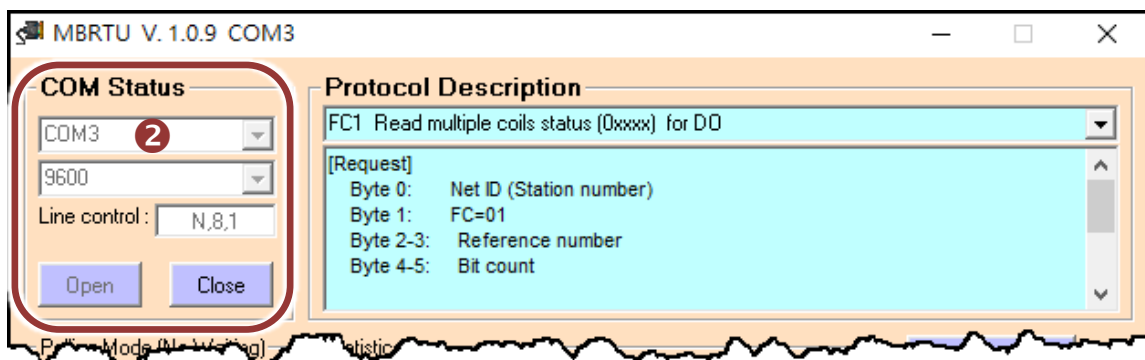 MBRTU V. 1.0.9 COM3
COM Status
COM3
2
9600
Line control : N,8,1
Open Close
Protocol Description
FC1 Read multiple coils status (0xxxx) for DO
[Request]
Byte 0: Net ID (Station number)
Byte 1: FC=01
Byte 2-3: Reference number
Byte 4-5: Bit count